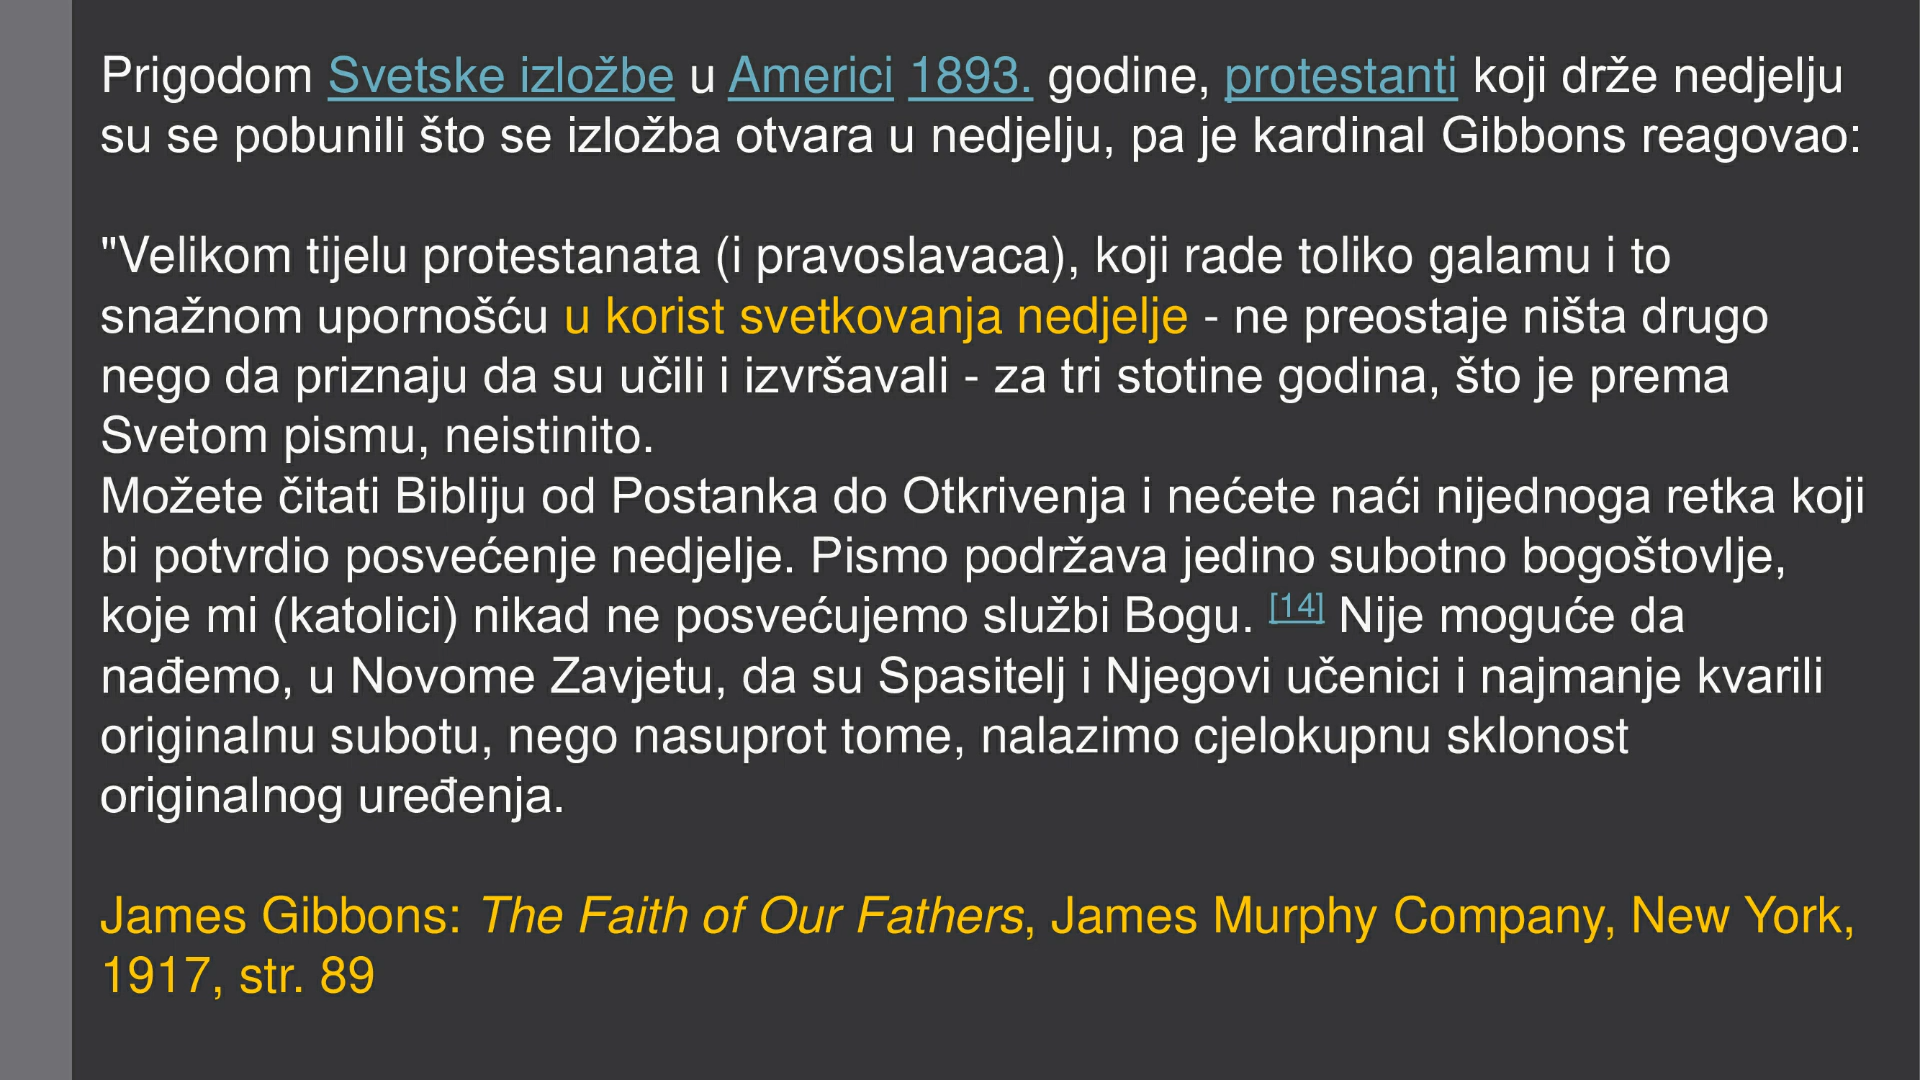 Prigodom Svetske izložbe u Americi 1893. godine, protestanti koji drže nedjelju
su se pobunili što se izložba otvara u nedjelju, pa je kardinal Gibbons reagovao:
"Velikom tijelu protestanata (i pravoslavaca), koji rade toliko galamu i to
snažnom upornošću u korist svetkovanja nedjelje - ne preostaje ništa drugo
nego da priznaju da su učili i izvršavali - za tri stotine godina, što je prema
Svetom pismu, neistinito.
Možete čitati Bibliju od Postanka do Otkrivenja i nećete naći nijednoga retka koji
bi potvrdio posvećenje nedjelje. Pismo podržava jedino subotno bogoštovlje,
koje mi (katolici) nikad ne posvećujemo službi Bogu. [14] Nije moguće da
nađemo, u Novome Zavjetu, da su Spasitelj i Njegovi učenici i najmanje kvarili
originalnu subotu, nego nasuprot tome, nalazimo cjelokupnu sklonost
originalnog uređenja.
James Gibbons: The Faith of Our Fathers, James Murphy Company, New York,
1917, str. 89